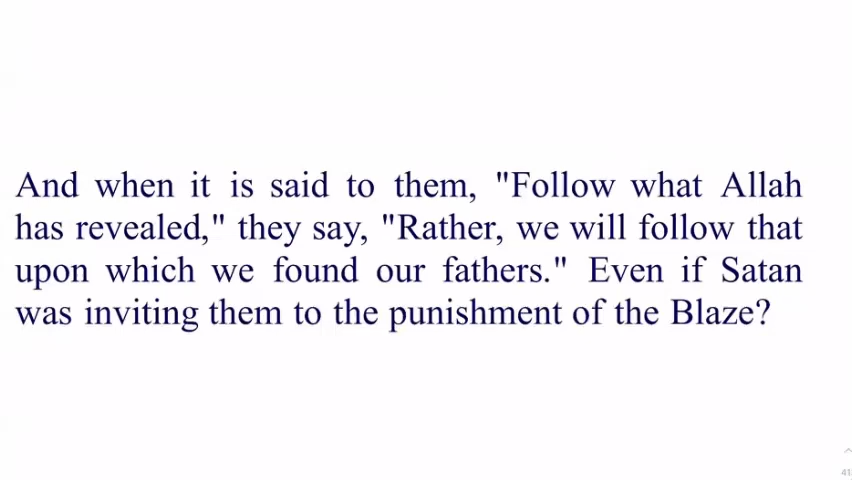 And when it is said to them, "Follow what Allah
has revealed," they say, "Rather, we will follow that
upon which we found our fathers." Even if Satan
was inviting them to the punishment of the Blaze?
41